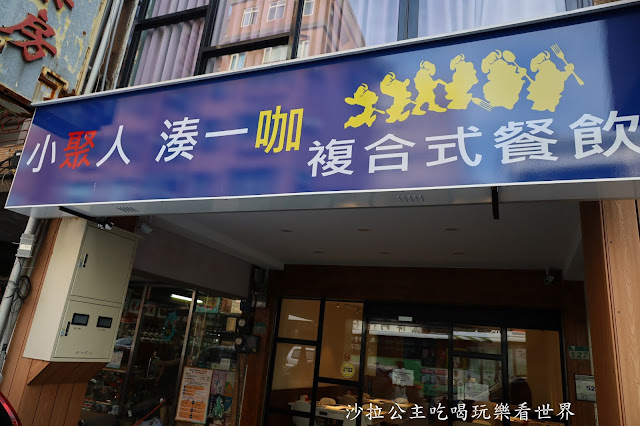 房
小聚人 湊一咖 複合式餐飲
沙拉公主吃喝玩樂看世界